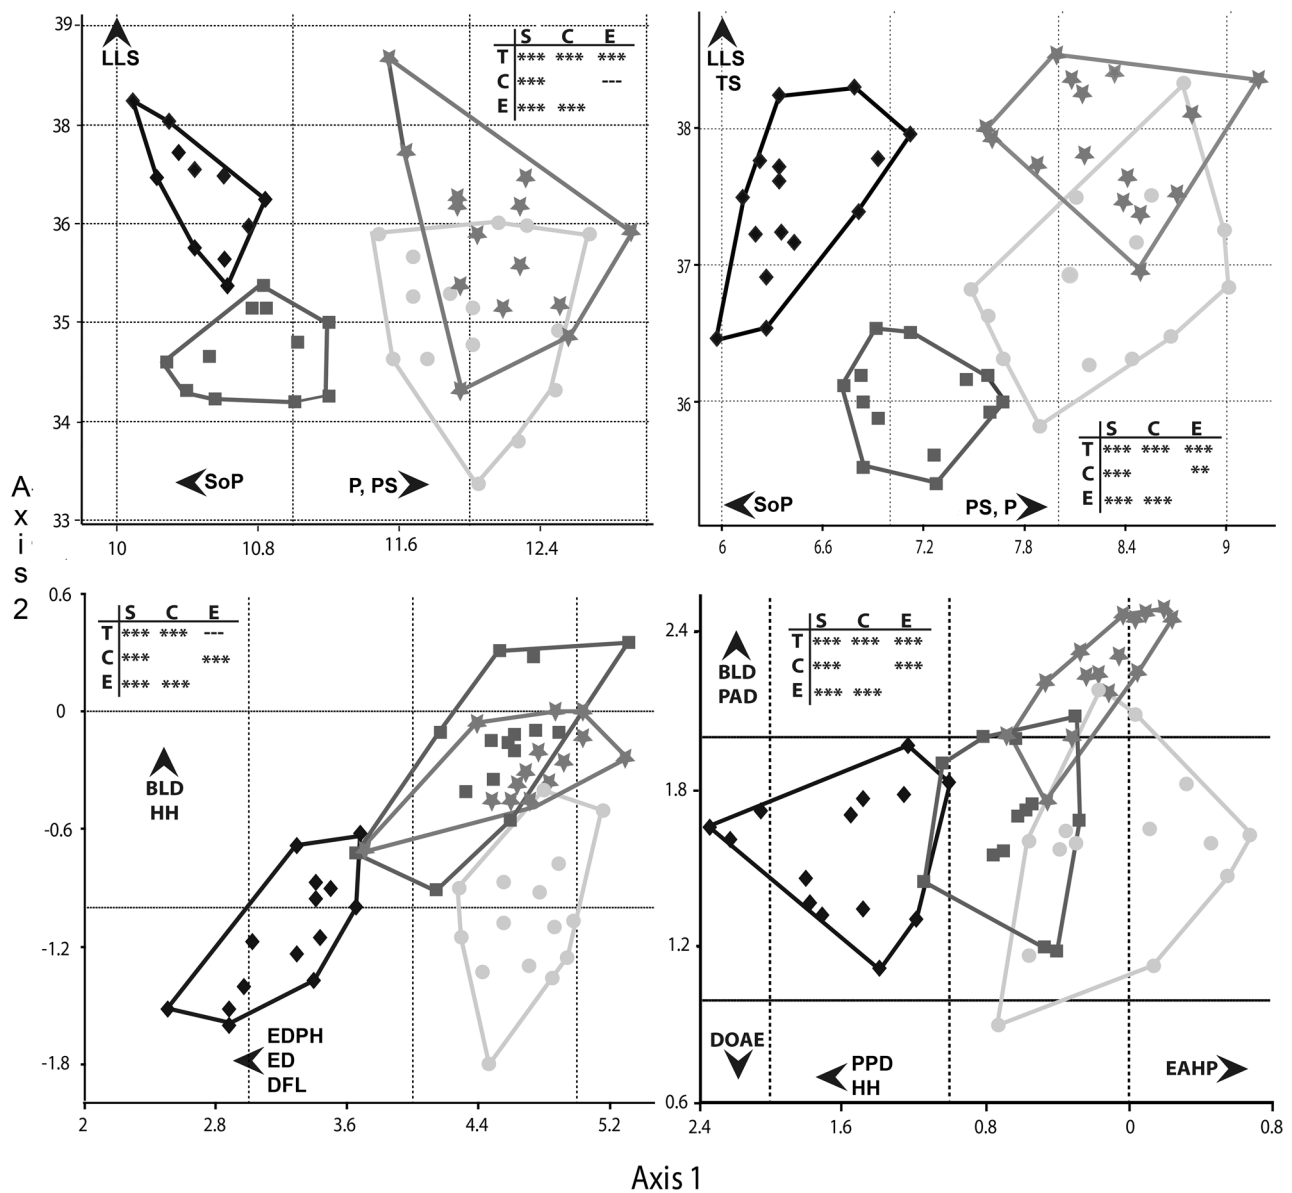 39
38
36
35
34
33
LLS
S C E
T *** *** ***
C *** ---
E *** ***
SoP
P, PS
10 10.8 11.6 12.4
38
37
36
LLS
TS
S C E
T *** *** ***
C *** **
E *** ***
SoP
PS, P
6 6.6 7.2 7.8 8.4 9
Axis 2
0.6
0
-0.6
-1.2
-1.8
S C E
T *** *** ---
C *** ***
E *** ***
BLD
HH
EDPH
ED
DFL
2 2.8 3.6 4.4 5.2
2.4
1.8
1.2
0.6
S C E
T *** *** ***
C *** ***
E *** ***
BLD
PAD
DOAE
PPD
HH
EAHP
2.4 1.6 0.8 0 0.8
Axis 1